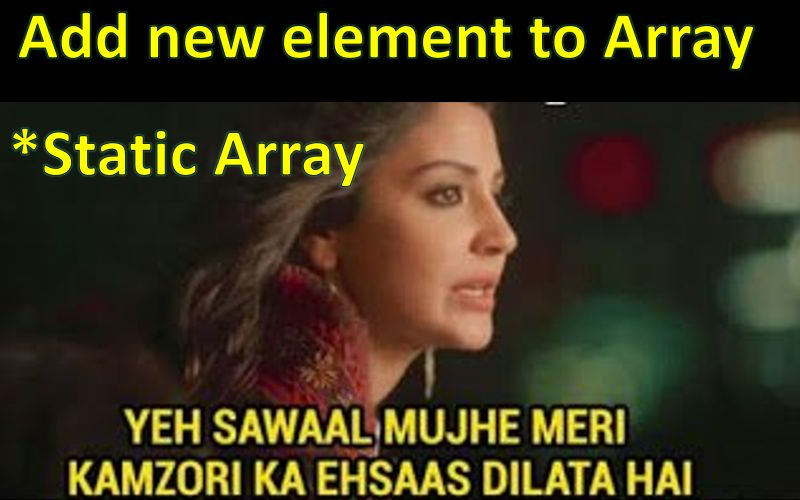 Add new element to Array
*Static Array
YEH SAWAAL MUJHE MERI
KAMZORI KA EHSAAS DILATA HAI